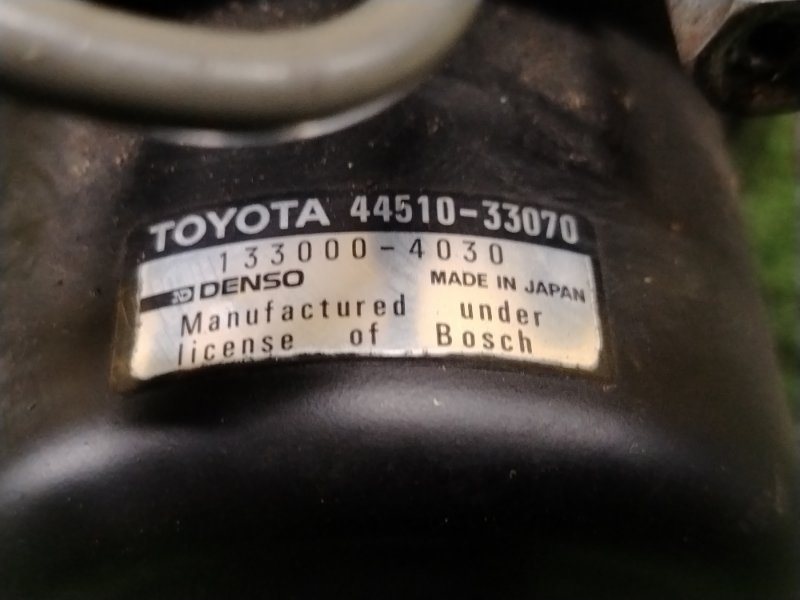 TOYOTA 44510-33070
133000-4030
DENSO MADE IN JAPAN
Manufactured under
license of Bosch